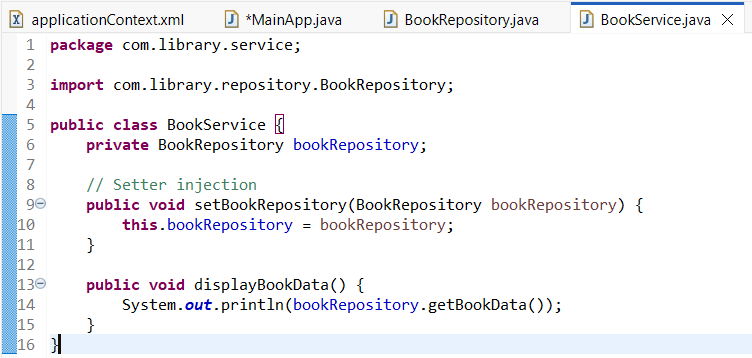 applicationContext.xml *MainApp.java BookRepository.java BookService.java
1 package com.library.service;
2
3 import com.library.repository.BookRepository;
4
5 public class BookService {
6 private BookRepository bookRepository;
7
8 // Setter injection
9 public void setBookRepository(BookRepository bookRepository) {
10 this.bookRepository = bookRepository;
11 }
12
13 public void displayBookData() {
14 System.out.println(bookRepository.getBookData());
15 }
16 }